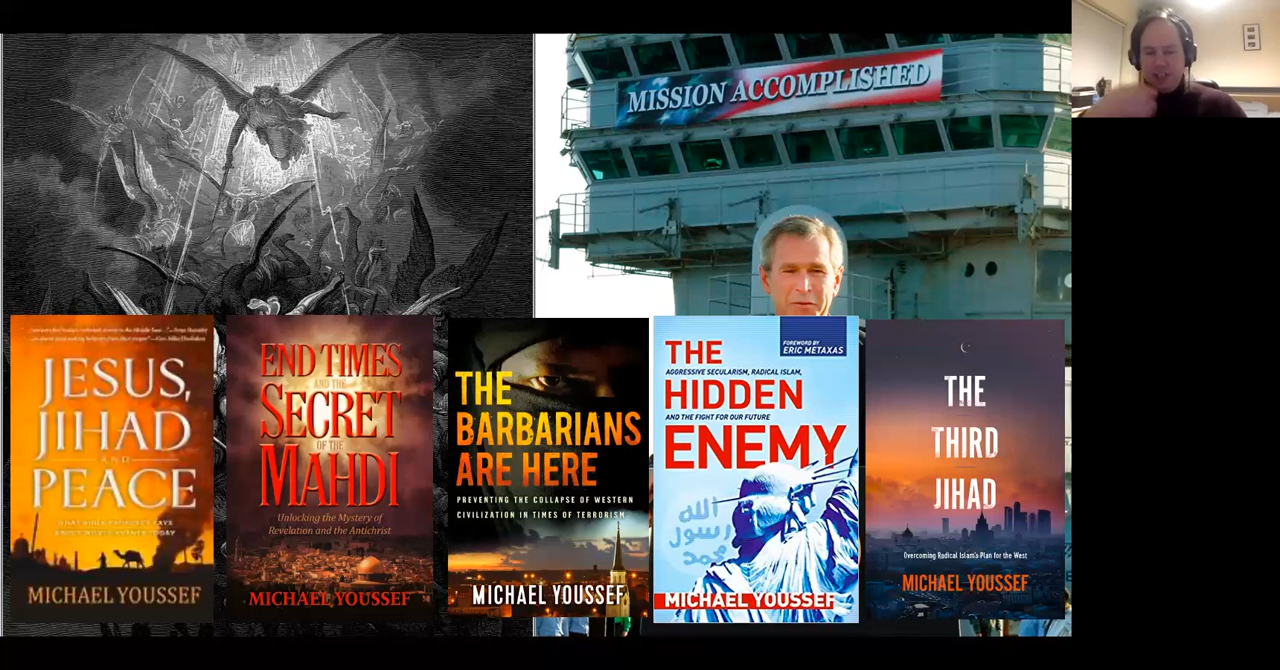 MISSION ACCOMPLISHED
JESUS,
JIHAD
AND
PEACE
MICHAEL YOUSSEF
END TIMES
AND THE
SECRET
OF THE
MAHDI
Unlocking the Mystery of
Revelation and the Antichrist
MICHAEL YOUSSEF
THE
BARBARIANS
ARE HERE
PREVENTING THE COLLAPSE OF WESTERN
CIVILIZATION IN TIMES OF TERRORISM
MICHAEL YOUSSEF
FOREWORD BY
ERIC METAXAS
THE
AGGRESSIVE SECULARISM, RADICAL ISLAM,
HIDDEN
AND THE FIGHT FOR OUR FUTURE
ENEMY
الله
رسول
محمد
MICHAEL YOUSSEF
THE
THIRD
JIHAD
Overcoming Radical Islam's Plan for the West
MICHAEL YOUSSEF